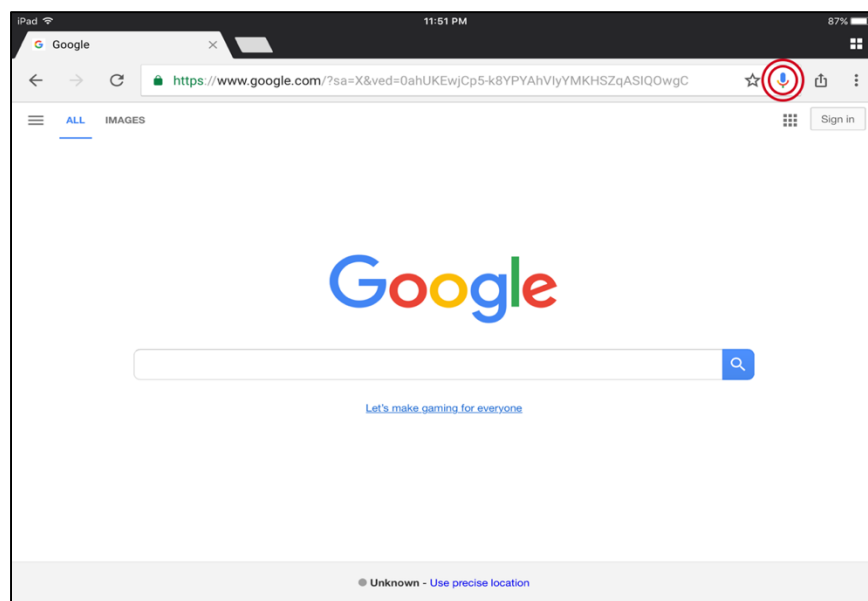 iPad 11:51 PM 87%
Google
https://www.google.com/?sa=X&ved=0ahUKEwjCp5-k8YPYAhVIyYMKHSZqASIQOwgC
ALL IMAGES Sign in
Google
Let's make gaming for everyone
Unknown - Use precise location